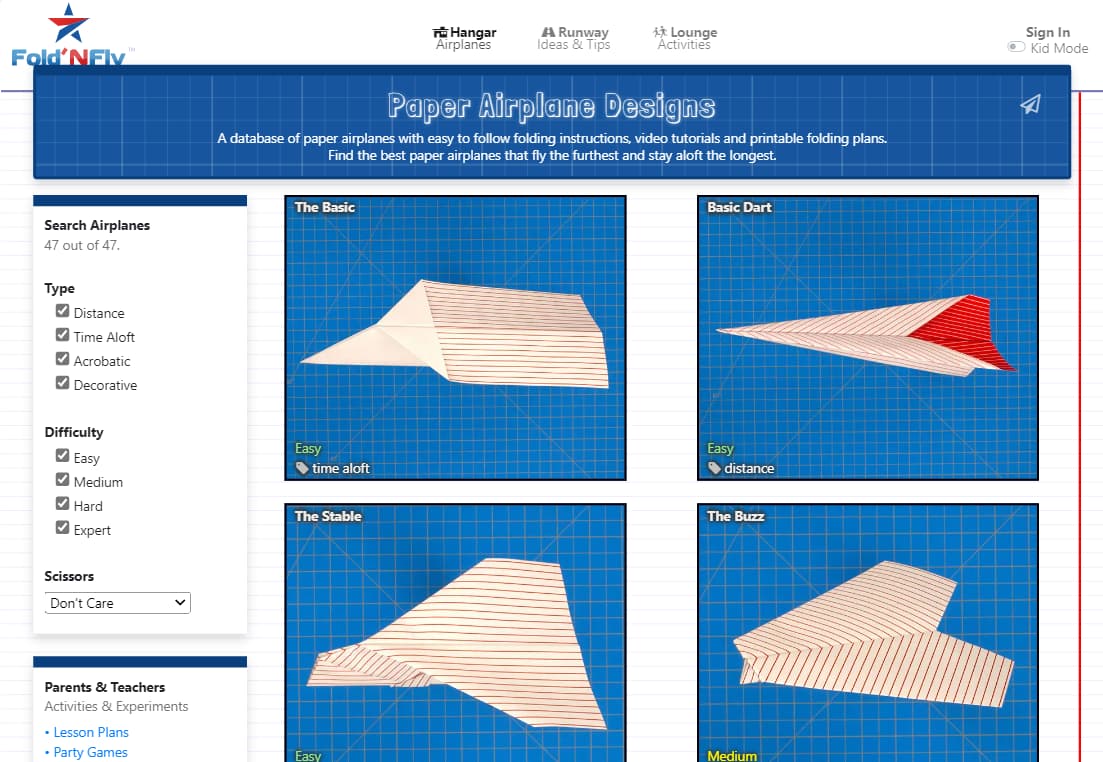 Fold'NFly™
Hangar
Airplanes
Runway
Ideas & Tips
Lounge
Activities
Sign In
Kid Mode
Paper Airplane Designs
A database of paper airplanes with easy to follow folding instructions, video tutorials and printable folding plans.
Find the best paper airplanes that fly the furthest and stay aloft the longest.
Search Airplanes
47 out of 47.
Type
Distance
Time Aloft
Acrobatic
Decorative
Difficulty
Easy
Medium
Hard
Expert
Scissors
Don't Care
Parents & Teachers
Activities & Experiments
• Lesson Plans
• Party Games
The Basic
Easy
time aloft
Basic Dart
Easy
distance
The Stable
Easy
The Buzz
Medium